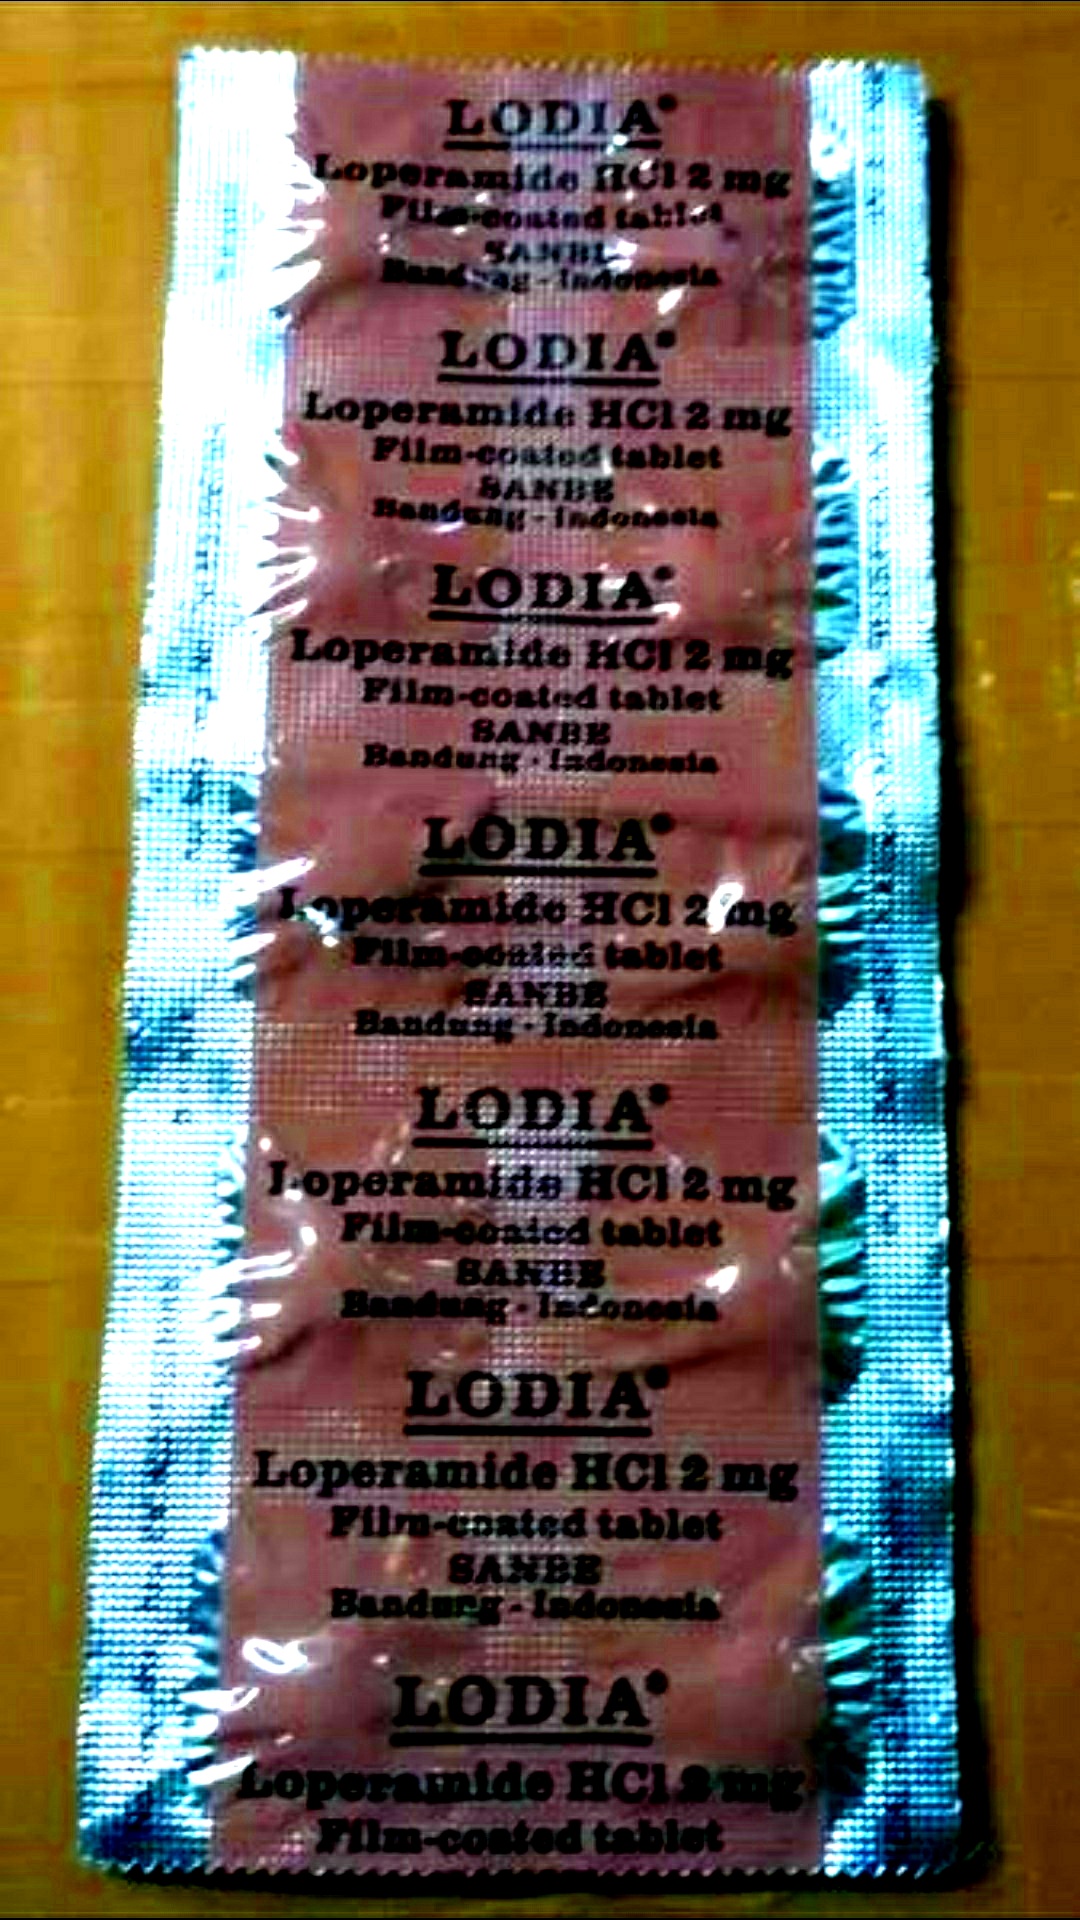 LODIA®
Loperamide HCl 2 mg
Film-coated tablet
SANBE
Bandung - Indonesia
LODIA®
Loperamide HCl 2 mg
Film-coated tablet
SANBE
Bandung - Indonesia
LODIA®
Loperamide HCl 2 mg
Film-coated tablet
SANBE
Bandung - Indonesia
LODIA®
Loperamide HCl 2 mg
Film-coated tablet
SANBE
Bandung - Indonesia
LODIA®
Loperamide HCl 2 mg
Film-coated tablet
SANBE
Bandung - Indonesia
LODIA®
Loperamide HCl 2 mg
Film-coated tablet
SANBE
Bandung - Indonesia
LODIA®
Loperamide HCl 2 mg
Film-coated tablet